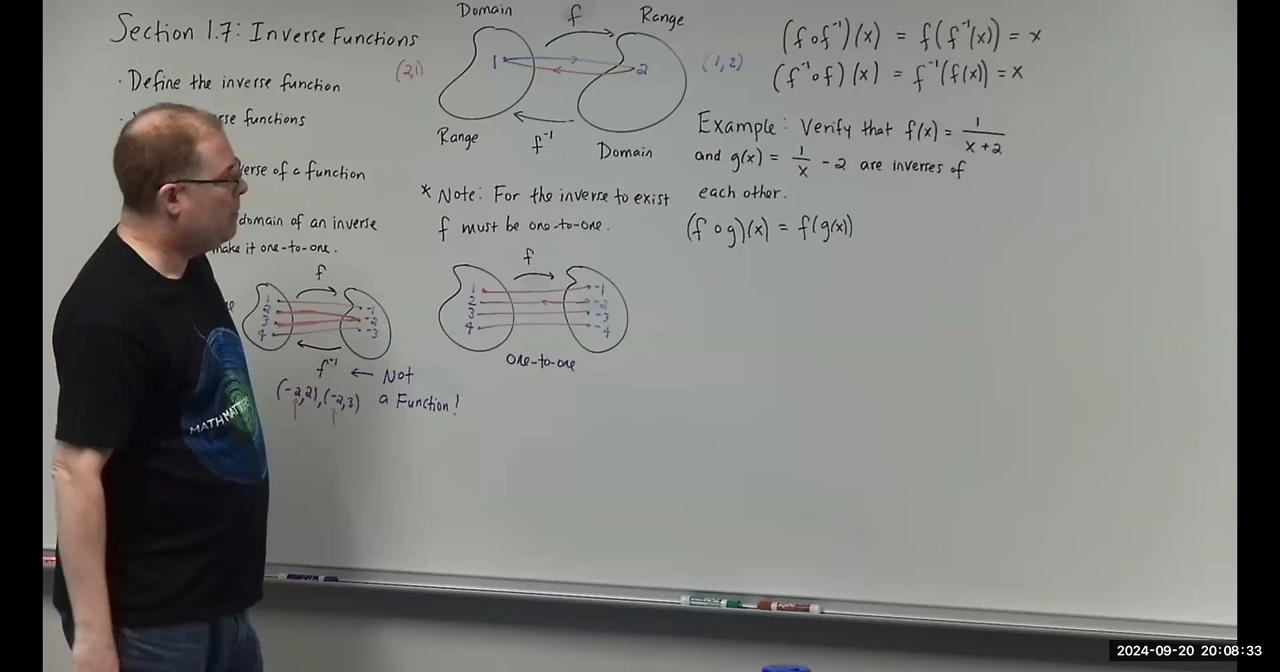 Section 1.7: Inverse Functions
· Define the inverse function
rse functions
verse of a function
domain of an inverse
make it one-to-one.
Domain f Range
(2,1) 1 2 (1,2)
Range f⁻¹ Domain
* Note: For the inverse to exist
f must be one-to-one.
f
1 -1
2 -2
3 -3
4
f⁻¹ ← Not
(-2,2), (-2,3) a Function!
f
1 -1
2 -2
3 -3
4 -4
one-to-one
(f∘f⁻¹)(x) = f(f⁻¹(x)) = x
(f⁻¹∘f)(x) = f⁻¹(f(x)) = x
Example: Verify that f(x) = 1/(x+2)
and g(x) = 1/x - 2 are inverses of
each other.
(f∘g)(x) = f(g(x))
MATH MATTERS
2024-09-20 20:08:33